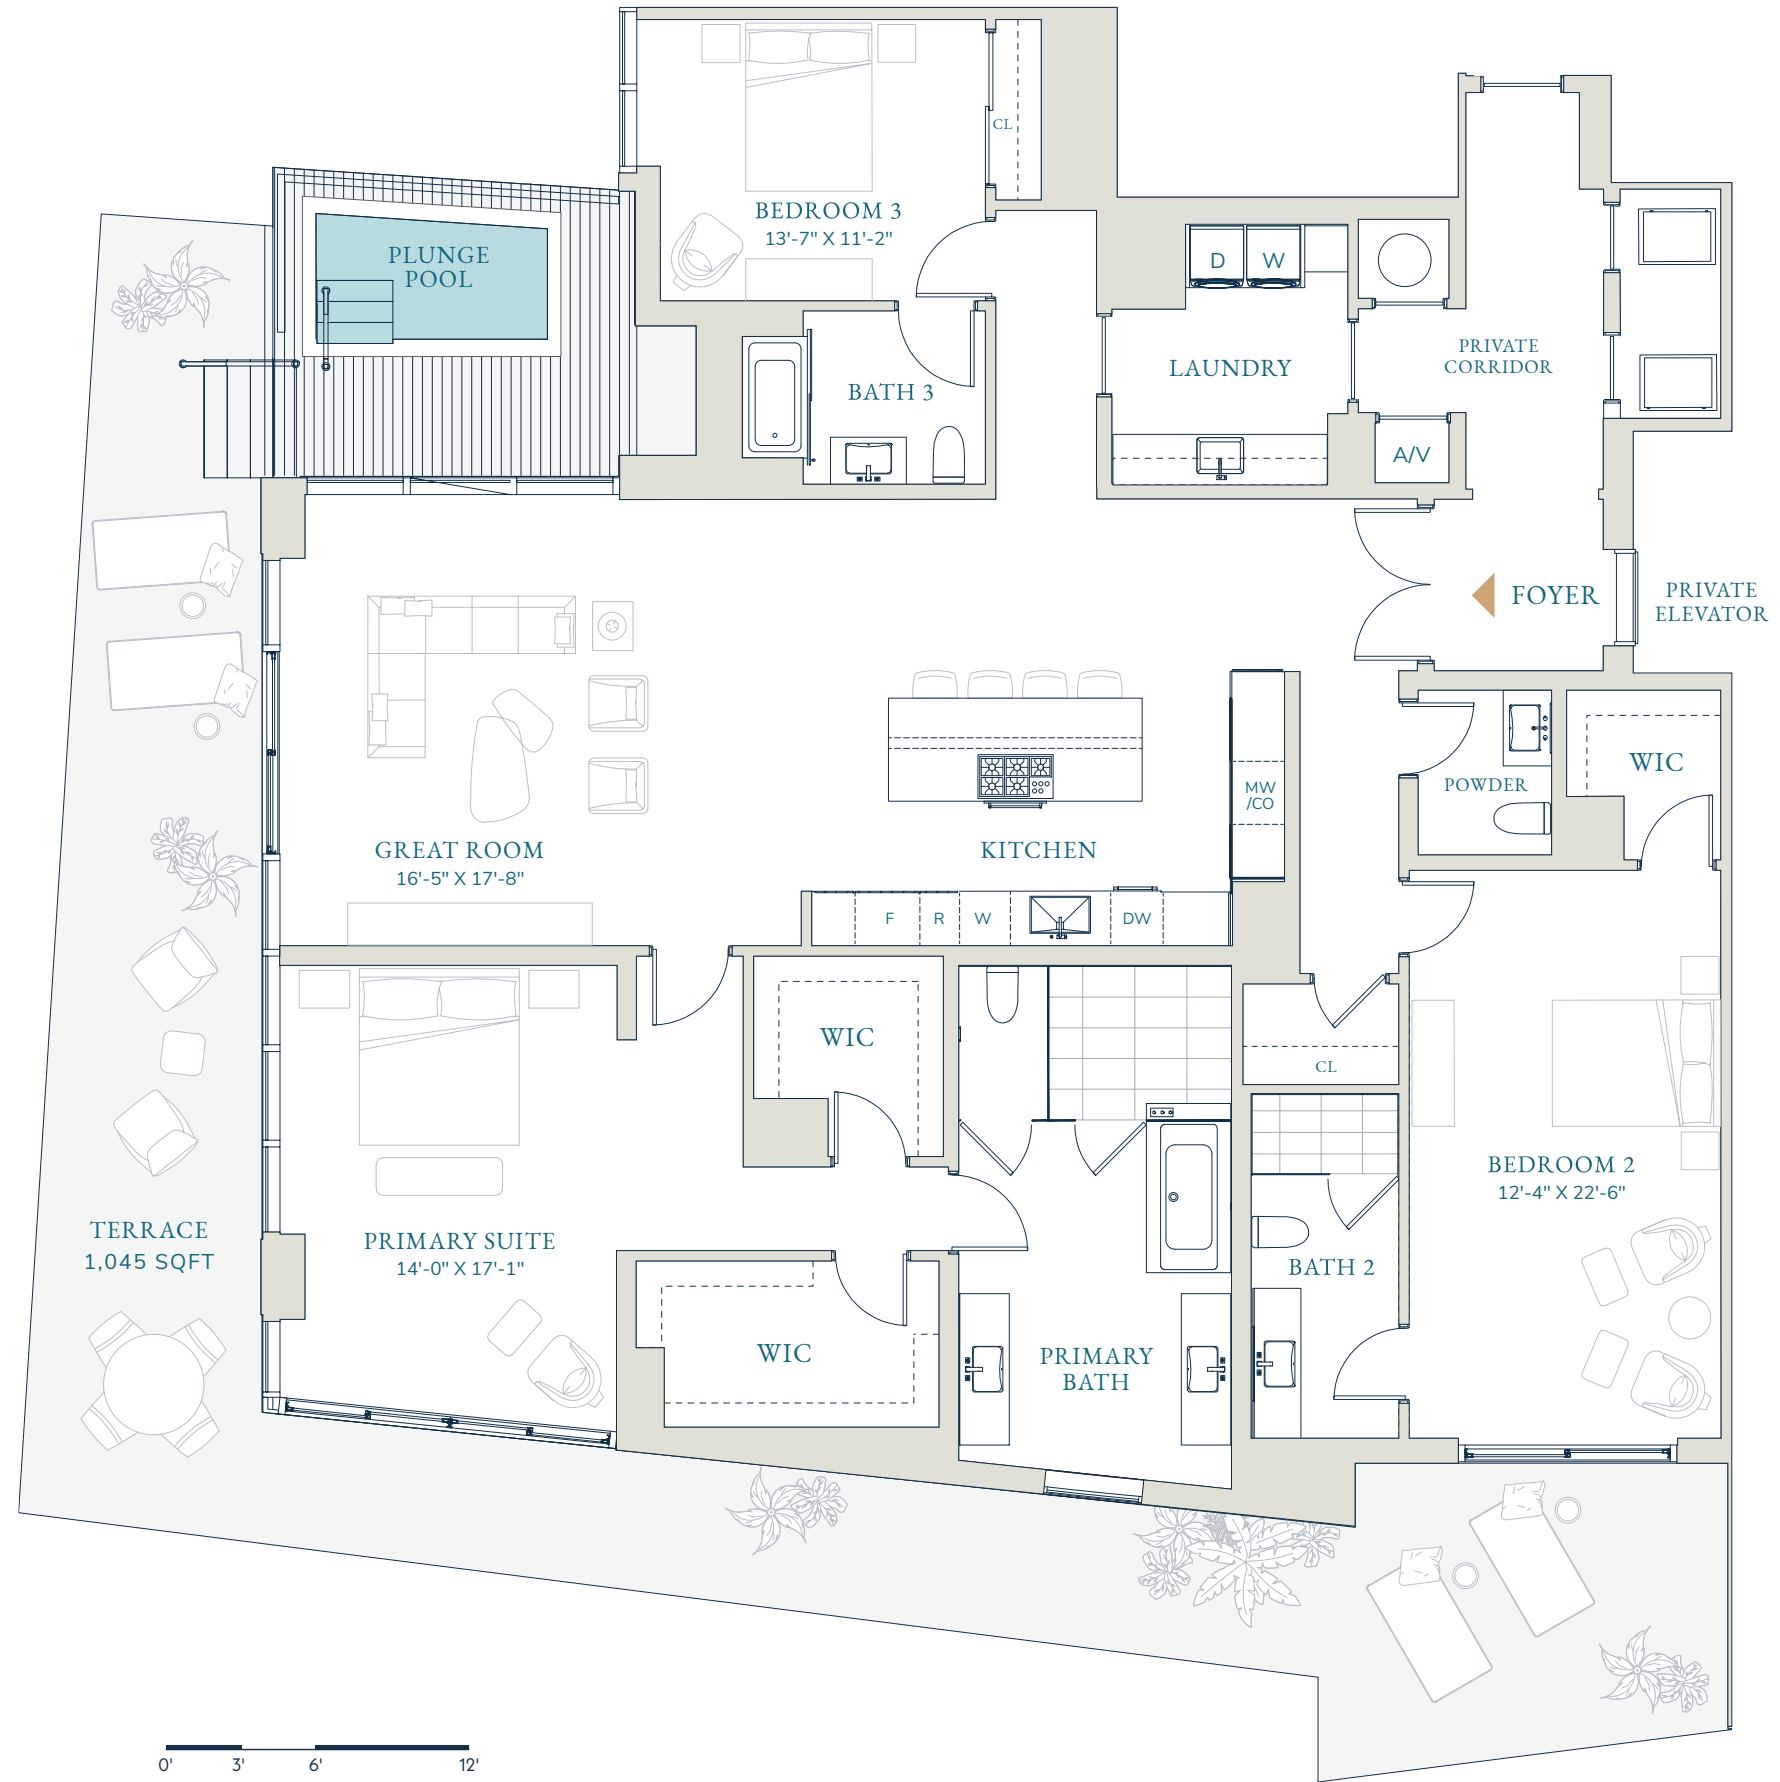 CL
BEDROOM 3
13'-7" X 11'-2"
PLUNGE
POOL
D
W
PRIVATE
CORRIDOR
LAUNDRY
BATH 3
A/V
FOYER
PRIVATE
ELEVATOR
WIC
POWDER
MW
/CO
GREAT ROOM
16'-5" X 17'-8"
KITCHEN
F
R
W
DW
WIC
CL
BEDROOM 2
12'-4" X 22'-6"
TERRACE
1,045 SQFT
PRIMARY SUITE
14'-0" X 17'-1"
BATH 2
WIC
PRIMARY
BATH
0'
3'
6'
12'